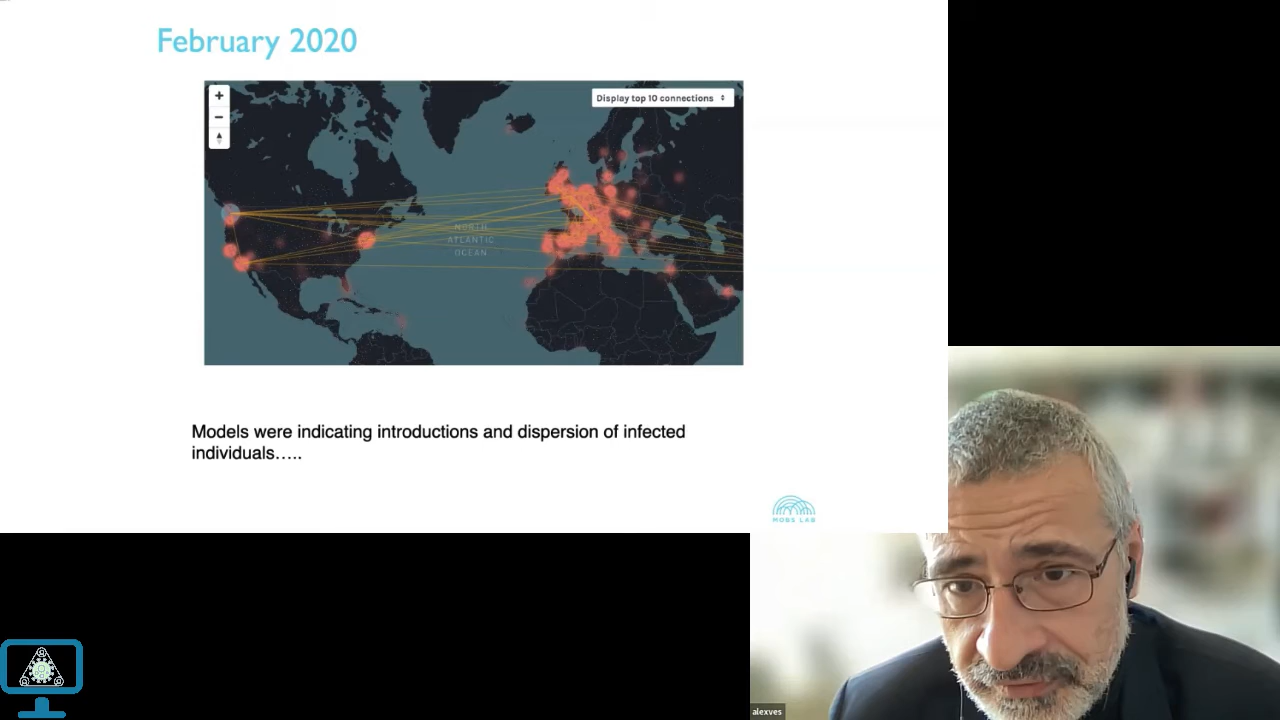 February 2020
Display top 10 connections
NORTH
ATLANTIC
OCEAN
Models were indicating introductions and dispersion of infected
individuals…..
MOBS LAB
alexves